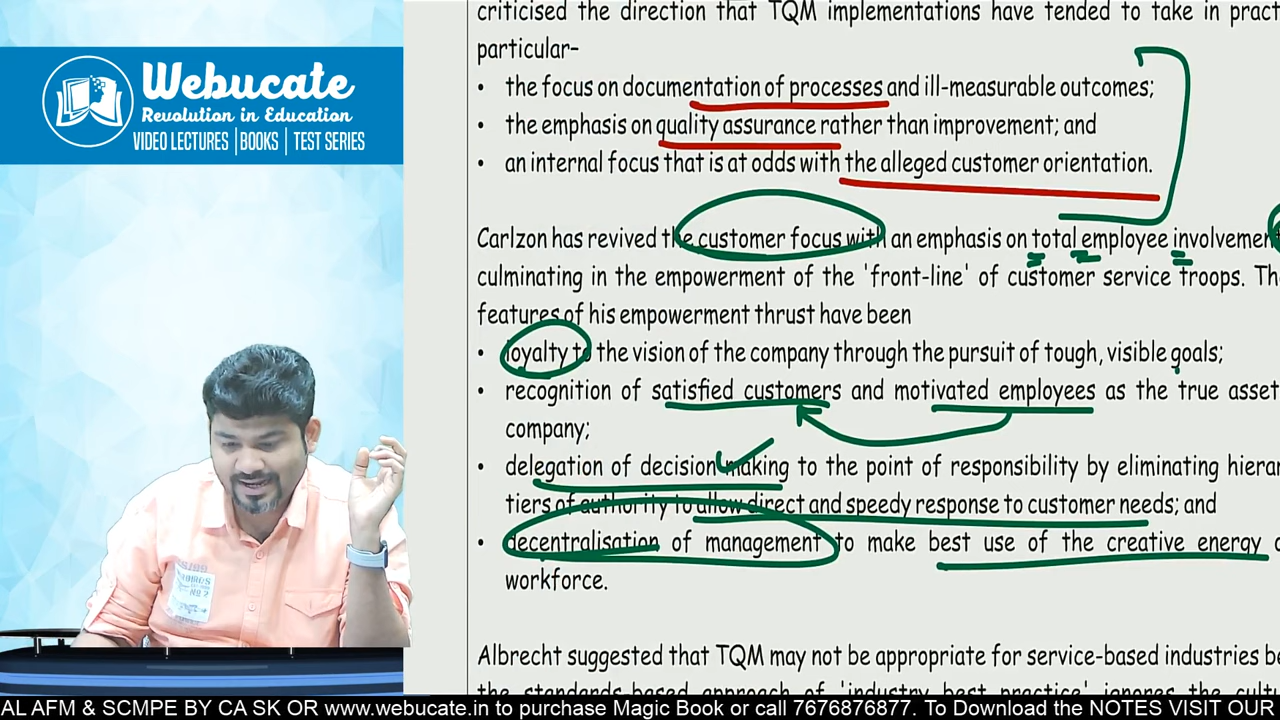 criticised the direction that TQM implementations have tended to take in pract
particular–
Webucate
Revolution in Education
VIDEO LECTURES | BOOKS | TEST SERIES
• the focus on documentation of processes and ill-measurable outcomes;
• the emphasis on quality assurance rather than improvement; and
• an internal focus that is at odds with the alleged customer orientation.
Carlzon has revived the customer focus with an emphasis on total employee involvement
culminating in the empowerment of the 'front-line' of customer service troops. Th
features of his empowerment thrust have been
• loyalty to the vision of the company through the pursuit of tough, visible goals;
• recognition of satisfied customers and motivated employees as the true asset
company;
• delegation of decision making to the point of responsibility by eliminating hierar
tiers of authority to allow direct and speedy response to customer needs; and
• decentralisation of management to make best use of the creative energy o
workforce.
Albrecht suggested that TQM may not be appropriate for service-based industries be
the standards-based approach of 'industry best practice' ignores the cultu
AL AFM & SCMPE BY CA SK OR www.webucate.in to purchase Magic Book or call 7676876877. To Download the NOTES VISIT OUR